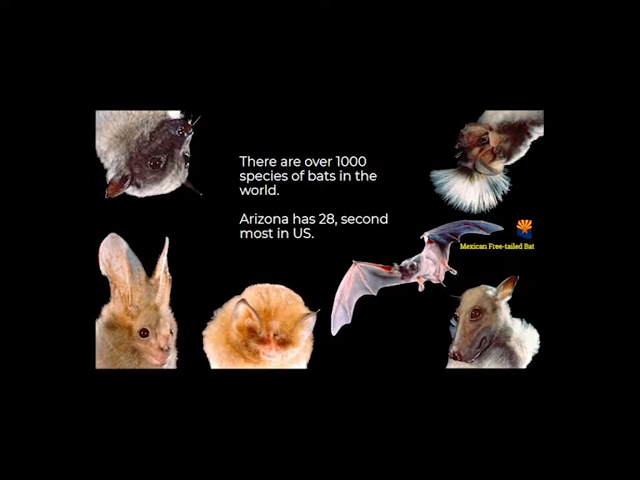 There are over 1000
species of bats in the
world.
Arizona has 28, second
most in US.
Mexican Free-tailed Bat